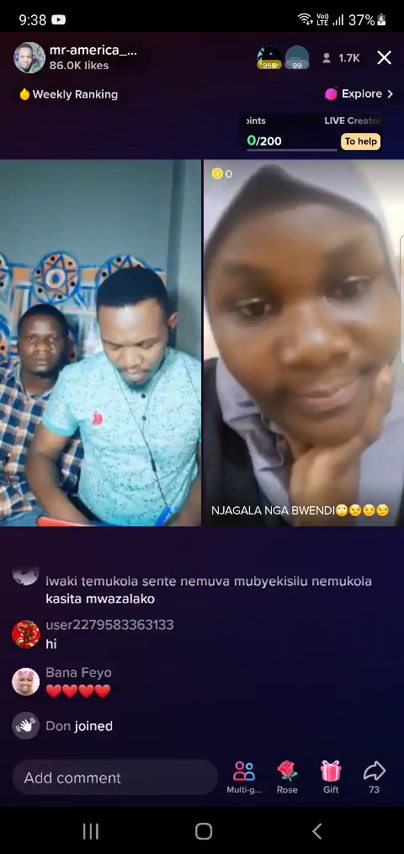 9:38
Vo)
LTE
37%
mr-america_...
86.0K likes
958
99
1.7K
Weekly Ranking
Explore >
oints
LIVE Creato
0/200
To help
0
NJAGALA NGA BWENDI🙄😏😏😏
Iwaki temukola sente nemuva mubyekisilu nemukola
kasita mwazalako
user2279583363133
hi
Bana Feyo
❤️❤️❤️❤️
Don joined
Add comment
Multi-g...
Rose
Gift
73